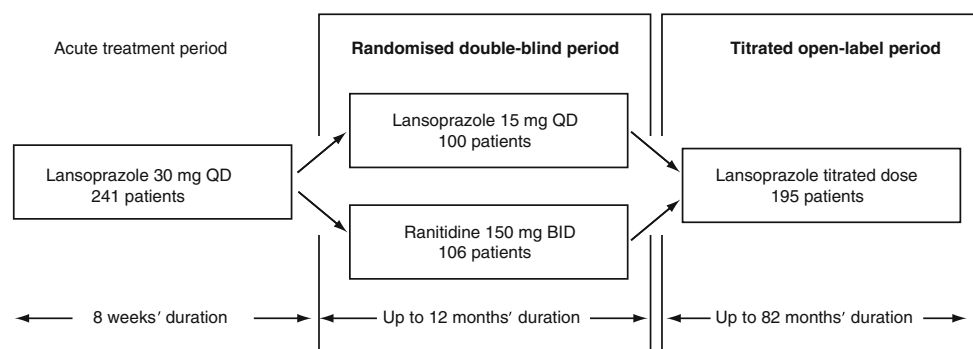 Acute treatment period
Randomised double-blind period
Titrated open-label period
Lansoprazole 30 mg QD
241 patients
Lansoprazole 15 mg QD
100 patients
Ranitidine 150 mg BID
106 patients
Lansoprazole titrated dose
195 patients
8 weeks’ duration
Up to 12 months’ duration
Up to 82 months’ duration